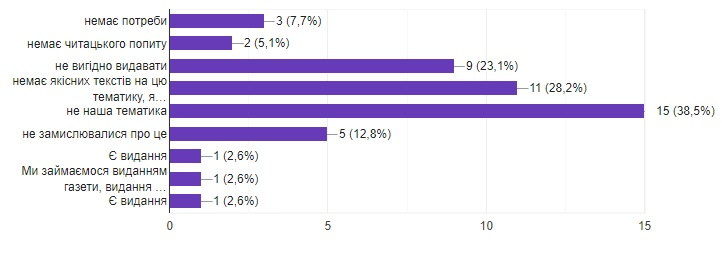 немає потреби 3 (7,7%)
немає читацького попиту 2 (5,1%)
не вигідно видавати 9 (23,1%)
немає якісних текстів на цю
тематику, я… 11 (28,2%)
не наша тематика 15 (38,5%)
не замислювалися про це 5 (12,8%)
Є видання 1 (2,6%)
Ми займаємося виданням
газети, видання … 1 (2,6%)
Є видання 1 (2,6%)
0 5 10 15